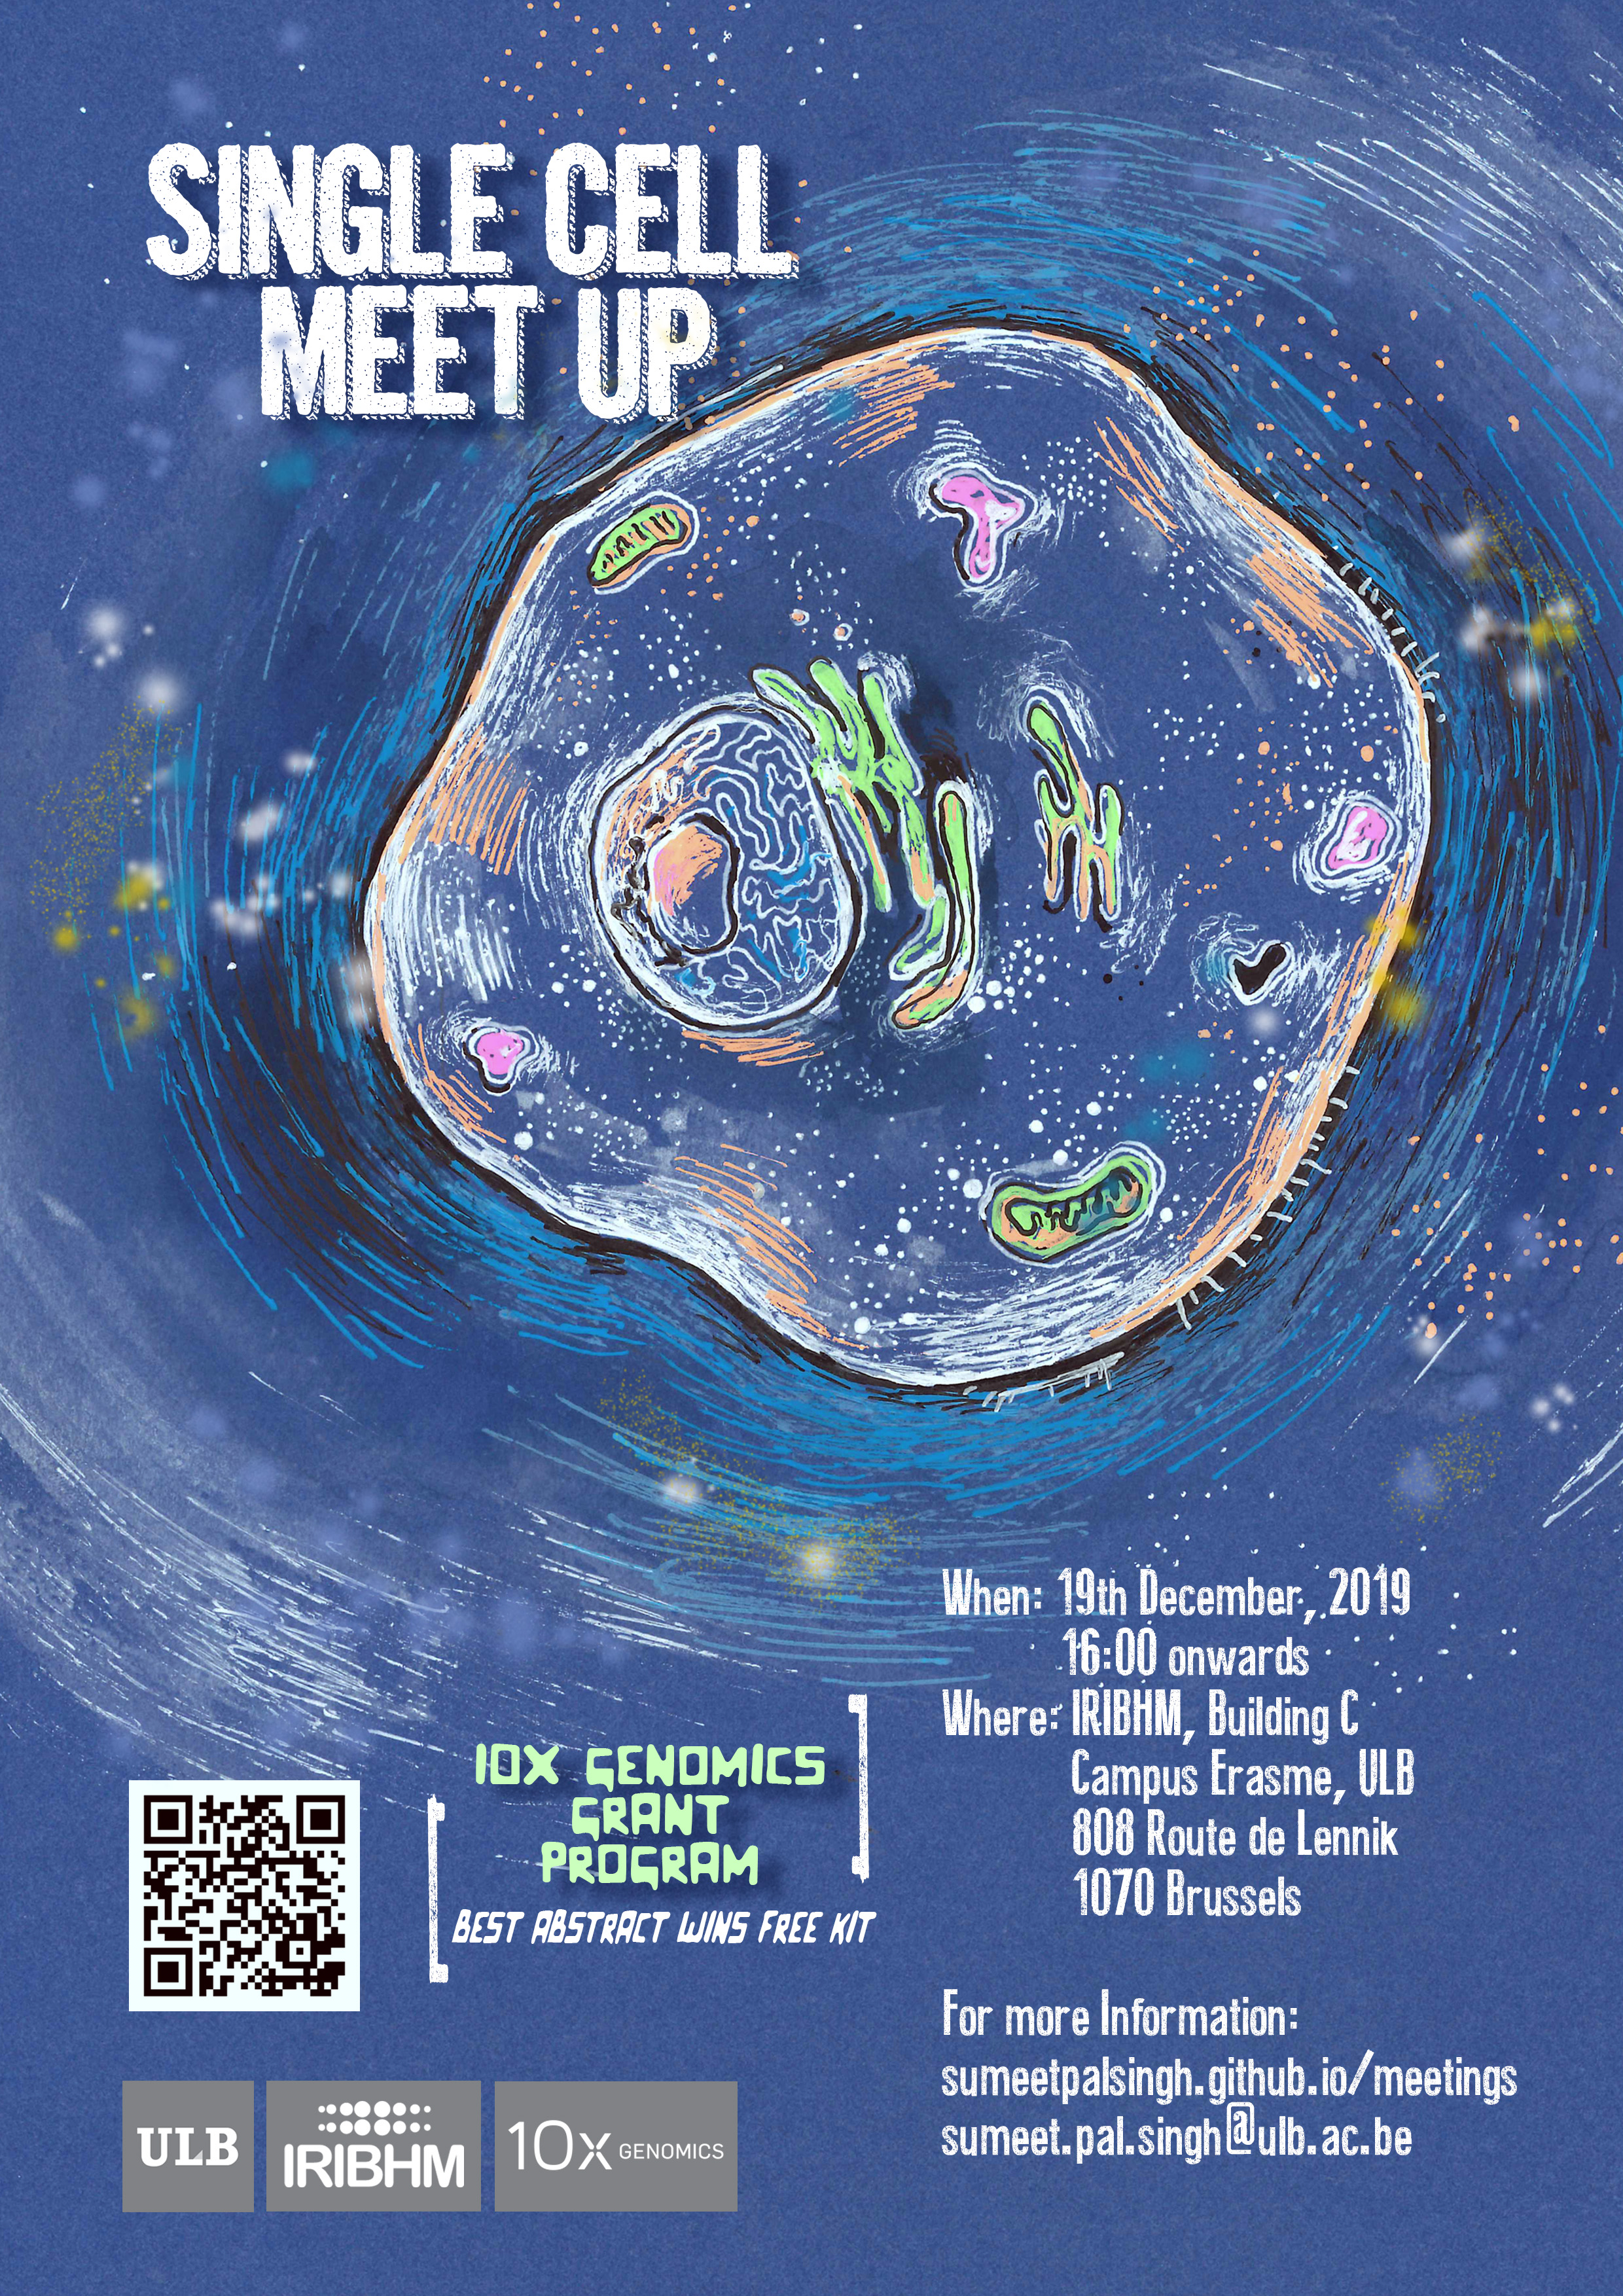 SINGLE CELL
MEET UP
When: 19th December, 2019
16:00 onwards
Where: IRIBHM, Building C
Campus Erasme, ULB
808 Route de Lennik
1070 Brussels
10X GENOMICS
GRANT
PROGRAM
BEST ABSTRACT WINS FREE KIT
For more Information:
sumeetpalsingh.github.io/meetings
sumeet.pal.singh@ulb.ac.be
ULB
IRIBHM
10x GENOMICS